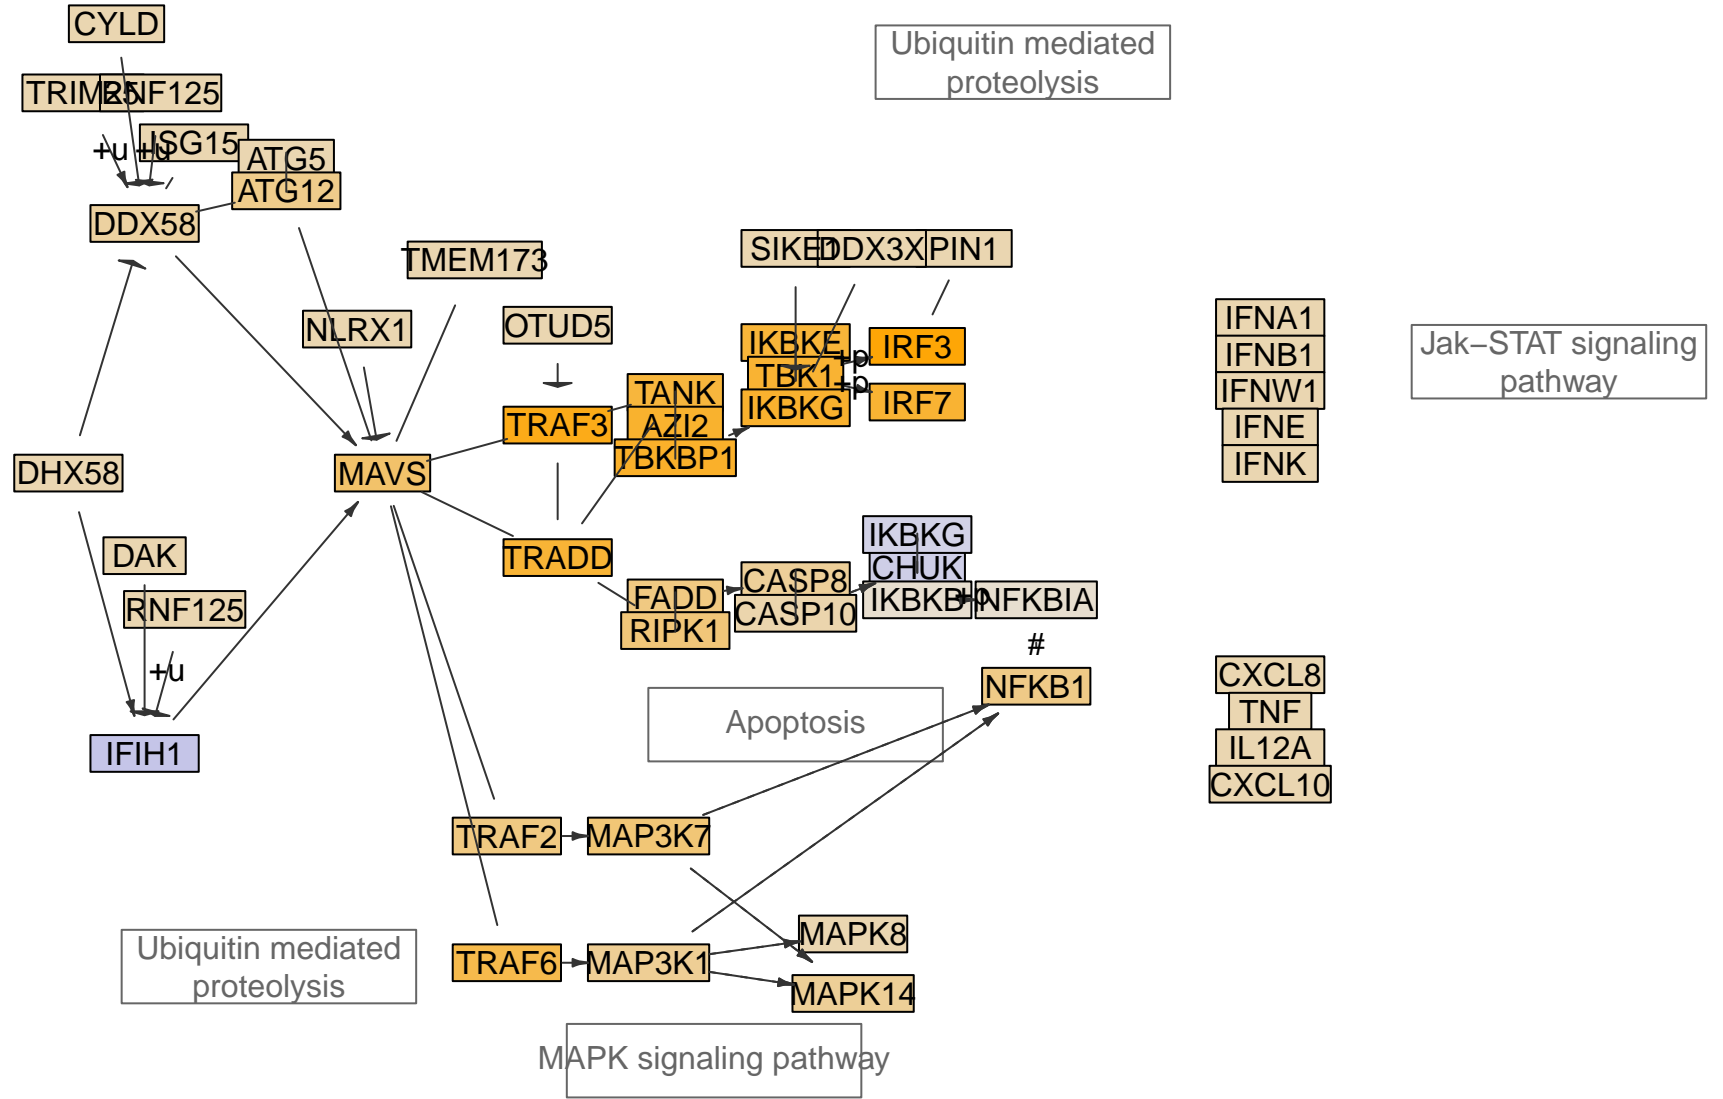 CYLD
Ubiquitin mediated
proteolysis
TRIM25
RNF125
ISG15
+u
+u
ATG5
ATG12
DDX58
TMEM173
SIKE1
DDX3X
PIN1
NLRX1
OTUD5
IFNA1
IFNB1
IFNW1
IFNE
IFNK
Jak–STAT signaling
pathway
IKBKE
TBK1
IKBKG
+p
+p
IRF3
IRF7
TANK
AZI2
TBKBP1
TRAF3
DHX58
MAVS
DAK
RNF125
+u
IFIH1
TRADD
FADD
RIPK1
CASP8
CASP10
IKBKG
CHUK
IKBKB
+p
NFKBIA
#
NFKB1
Apoptosis
CXCL8
TNF
IL12A
CXCL10
TRAF2
MAP3K7
TRAF6
MAP3K1
MAPK8
MAPK14
Ubiquitin mediated
proteolysis
MAPK signaling pathway